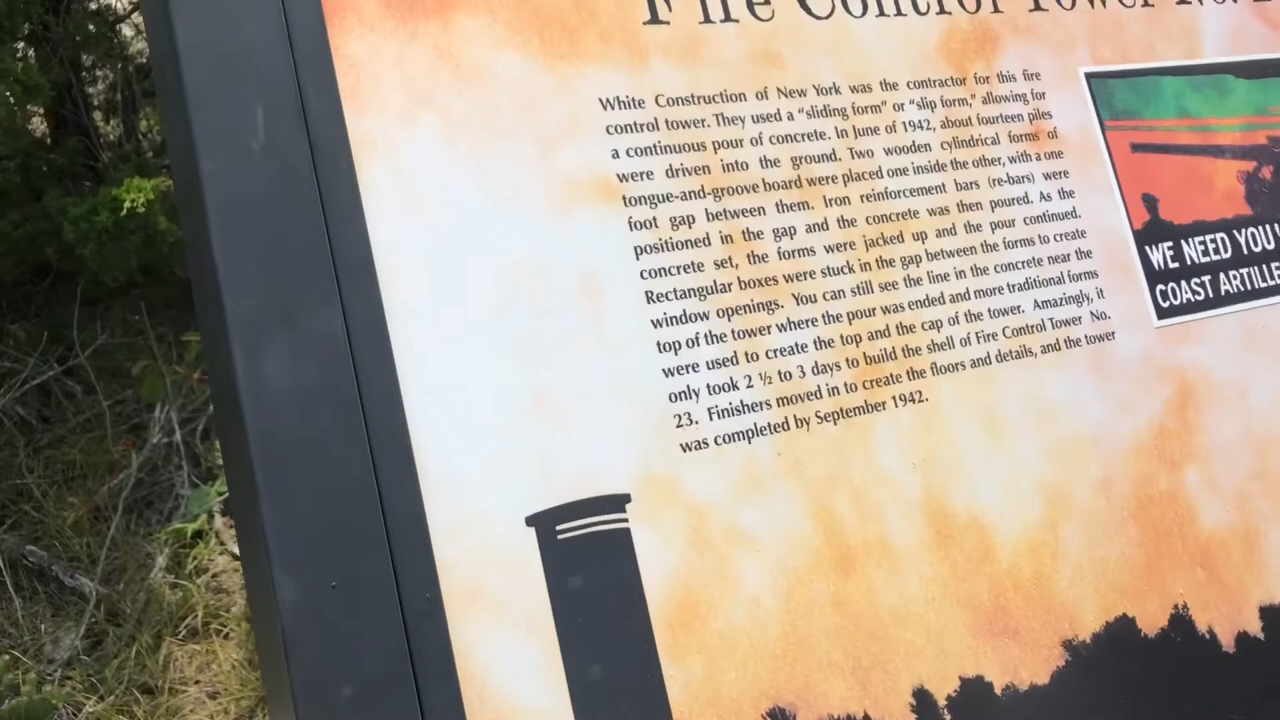 Fire Control Tower No. 2
White Construction of New York was the contractor for this fire
control tower. They used a “sliding form” or “slip form,” allowing for
a continuous pour of concrete. In June of 1942, about fourteen piles
were driven into the ground. Two wooden cylindrical forms of
tongue-and-groove board were placed one inside the other, with a one
foot gap between them. Iron reinforcement bars (re-bars) were
positioned in the gap and the concrete was then poured. As the
concrete set, the forms were jacked up and the pour continued.
Rectangular boxes were stuck in the gap between the forms to create
window openings. You can still see the line in the concrete near the
top of the tower where the pour was ended and more traditional forms
were used to create the top and the cap of the tower. Amazingly, it
only took 2 ½ to 3 days to build the shell of Fire Control Tower No.
23. Finishers moved in to create the floors and details, and the tower
was completed by September 1942.
WE NEED YOU
COAST ARTILLE